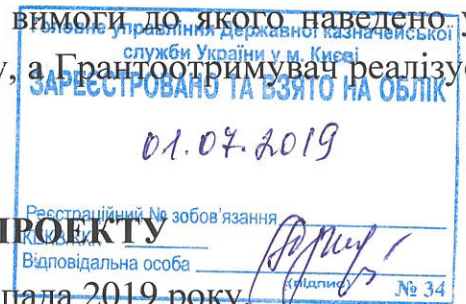 вимоги до якого наведено
Головне управління Державної казначейської
служби України у м. Києві
, а Грантоотримувач реалізує
ЗАРЕЄСТРОВАНО ТА ВЗЯТО НА ОБЛІК
01.07.2019
Реєстраційний № зобов'язання
ПРОЕКТУ
Відповідальна особа
(підпис)
№ 34
2019 року